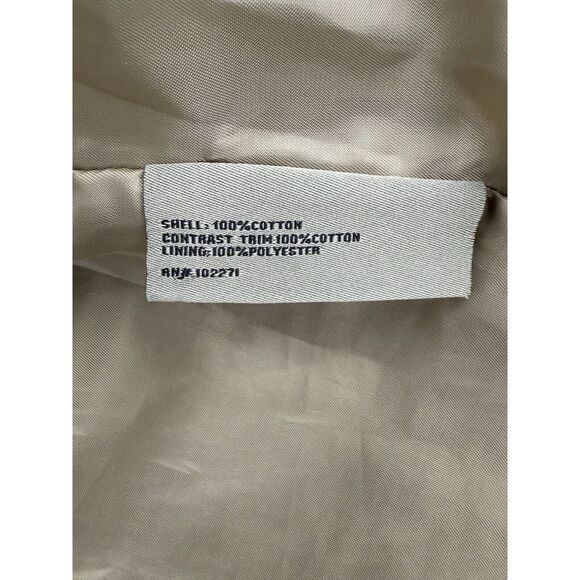 SHELL: 100%COTTON
CONTRAST TRIM:100%COTTON
LINING:100%POLYESTER
RN# 102271